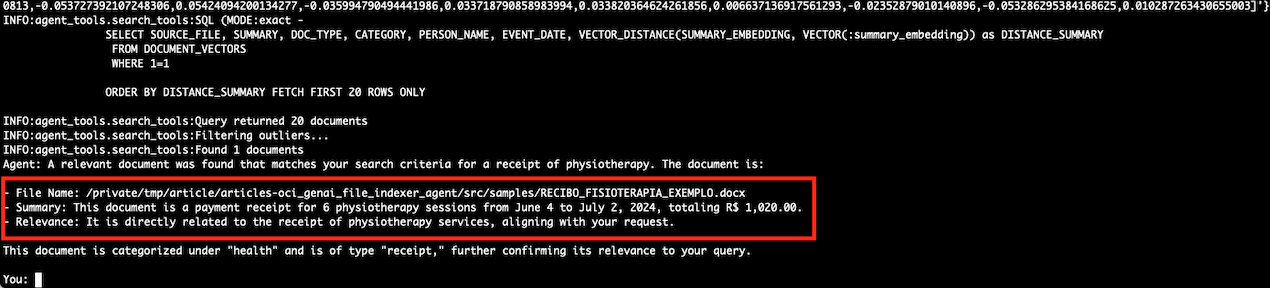 0813,-0.053727392107248306,0.05424094200134277,-0.035994790494441986,0.033718790858983994,0.033820364624261856,0.006637136917561293,-0.02352879010140896,-0.053286295384168625,0.010287263430655003]'}
INFO:agent_tools.search_tools:SQL (MODE:exact -
SELECT SOURCE_FILE, SUMMARY, DOC_TYPE, CATEGORY, PERSON_NAME, EVENT_DATE, VECTOR_DISTANCE(SUMMARY_EMBEDDING, VECTOR(:summary_embedding)) as DISTANCE_SUMMARY
FROM DOCUMENT_VECTORS
WHERE 1=1
ORDER BY DISTANCE_SUMMARY FETCH FIRST 20 ROWS ONLY
INFO:agent_tools.search_tools:Query returned 20 documents
INFO:agent_tools.search_tools:Filtering outliers...
INFO:agent_tools.search_tools:Found 1 documents
Agent: A relevant document was found that matches your search criteria for a receipt of physiotherapy. The document is:
- File Name: /private/tmp/article/articles-oci_genai_file_indexer_agent/src/samples/RECIBO_FISIOTERAPIA_EXEMPLO.docx
- Summary: This document is a payment receipt for 6 physiotherapy sessions from June 4 to July 2, 2024, totaling R$ 1,020.00.
- Relevance: It is directly related to the receipt of physiotherapy services, aligning with your request.
This document is categorized under "health" and is of type "receipt," further confirming its relevance to your query.
You: